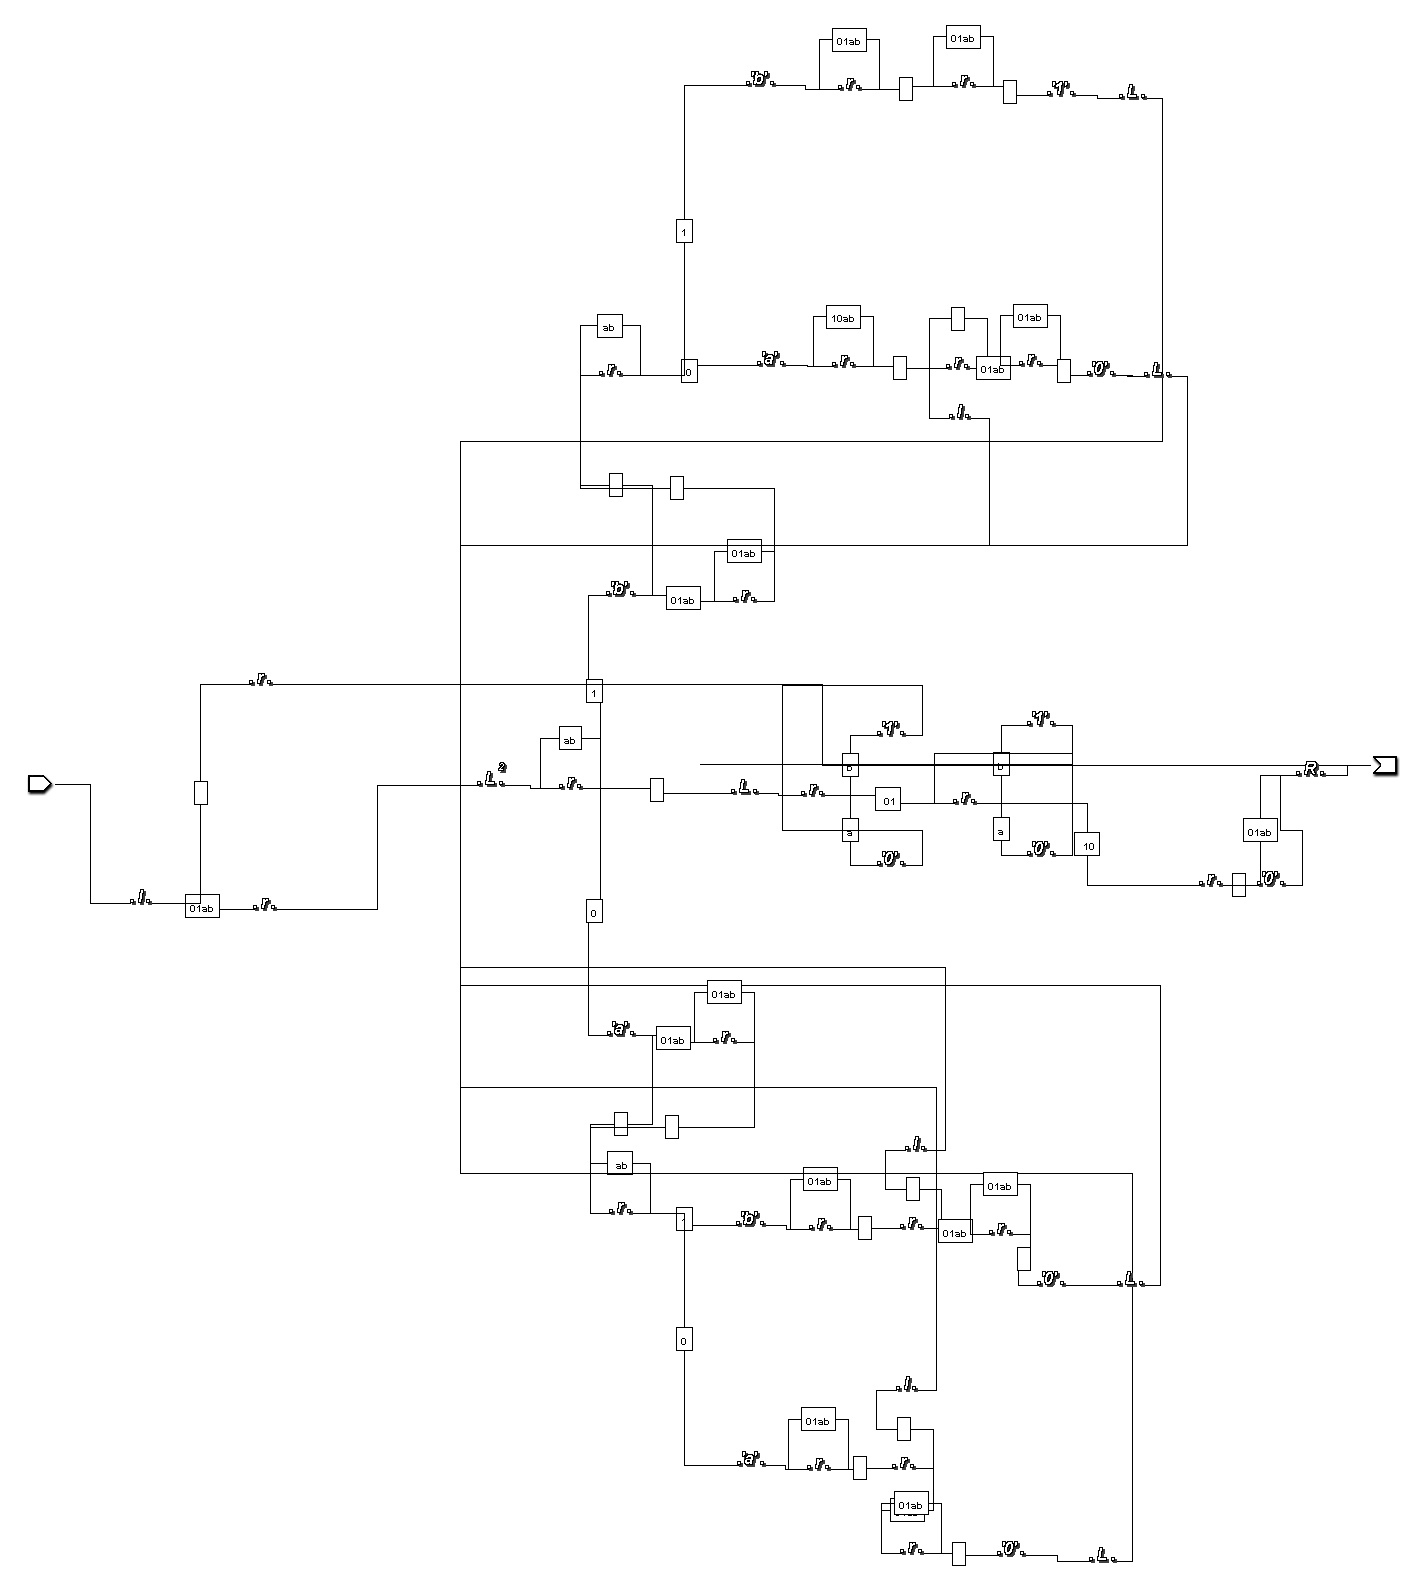 01ab 01ab
.'b'. .r. .r. .'1'. .L.
1
ab 10ab 01ab
.r. 0 .'a'. .r. .r. 01ab .r. .'0'. .L.
.l.
01ab
.'b'. 01ab .r.
.r. 1
.'1'. .'1'.
ab b b
.L.² .r. .L. .r. 01 .r. .R.
a a 10 01ab
.'0'. .'0'.
.l. 01ab .r. 0 .r. .'0'.
01ab
.'a'. 01ab .r.
.l.
ab 01ab 01ab
.r. .'b'. .r. .r. 01ab .r.
.'0'. .L.
0
.l.
01ab
.'a'. .r. .r.
01ab
.r. .'0'. .L.